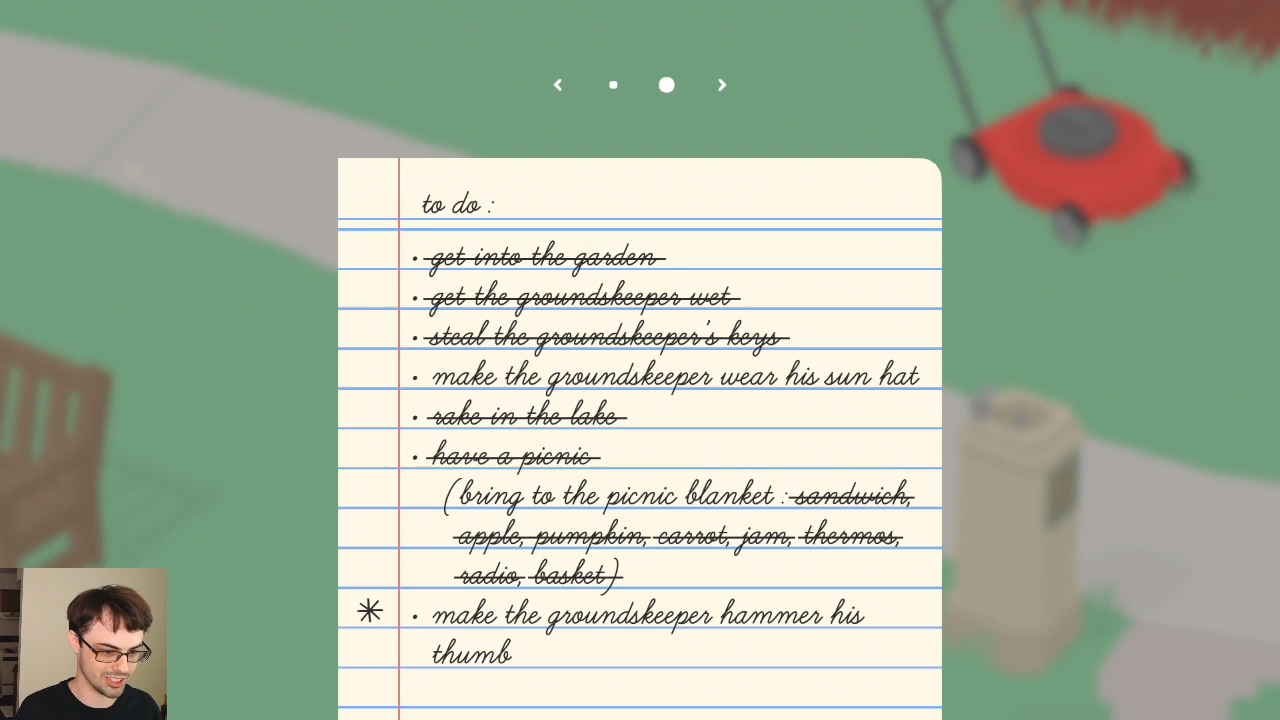 to do :
• get into the garden
• get the groundskeeper wet
• steal the groundskeeper's keys
• make the groundskeeper wear his sun hat
• rake in the lake
• have a picnic
(bring to the picnic blanket : sandwich,
apple, pumpkin, carrot, jam, thermos,
radio, basket)
• make the groundskeeper hammer his
thumb